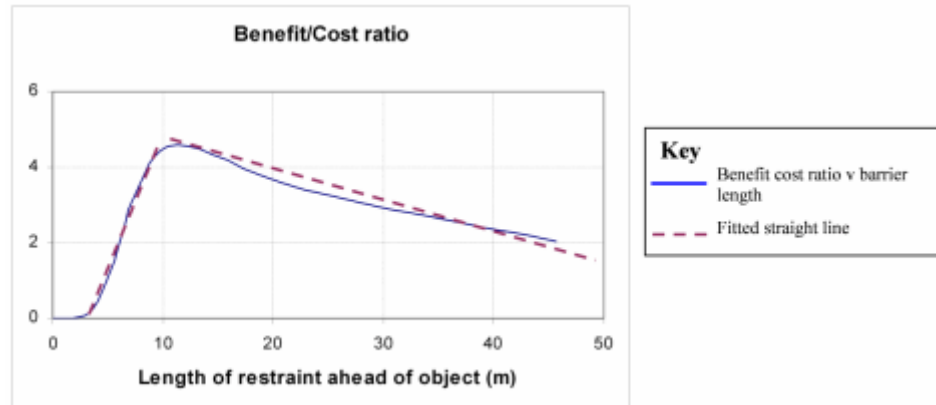 Benefit/Cost ratio
6
4
2
0
0 10 20 30 40 50
Length of restraint ahead of object (m)
Key
Benefit cost ratio v barrier
length
Fitted straight line